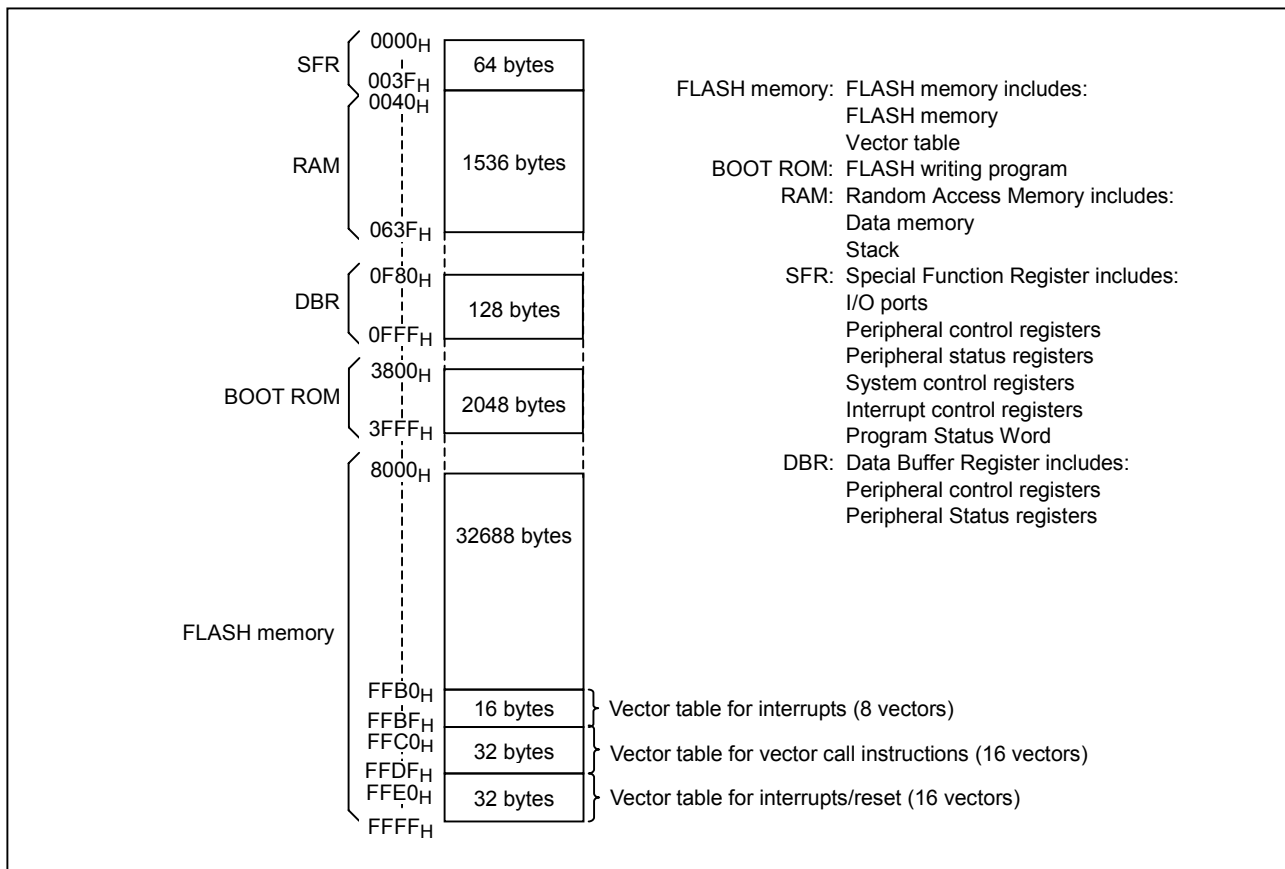 0000H
SFR
64 bytes
003FH
0040H
RAM
1536 bytes
063FH
0F80H
DBR
128 bytes
0FFFH
3800H
BOOT ROM
2048 bytes
3FFFH
8000H
32688 bytes
FLASH memory
FFB0H
16 bytes
Vector table for interrupts (8 vectors)
FFBFH
FFC0H
32 bytes
Vector table for vector call instructions (16 vectors)
FFDFH
FFE0H
32 bytes
Vector table for interrupts/reset (16 vectors)
FFFFH
FLASH memory: FLASH memory includes:
FLASH memory
Vector table
BOOT ROM: FLASH writing program
RAM: Random Access Memory includes:
Data memory
Stack
SFR: Special Function Register includes:
I/O ports
Peripheral control registers
Peripheral status registers
System control registers
Interrupt control registers
Program Status Word
DBR: Data Buffer Register includes:
Peripheral control registers
Peripheral Status registers